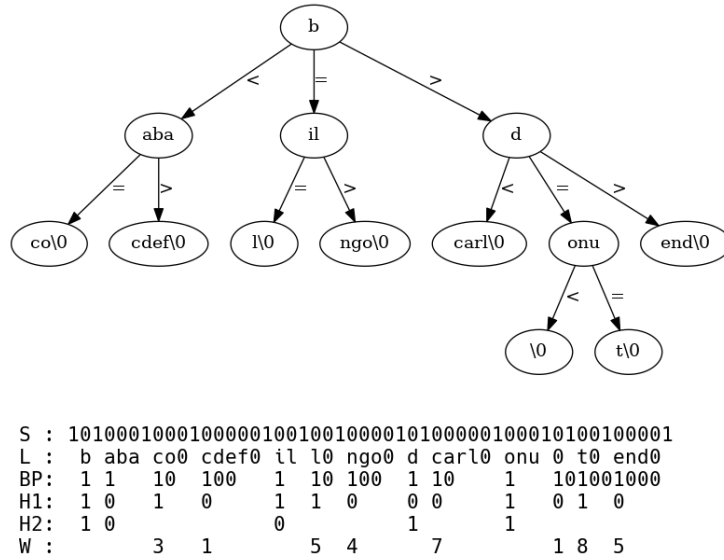 b
< = >
aba il d
= > = > < = >
co\0 cdef\0 l\0 ngo\0 carl\0 onu end\0
< =
\0 t\0
S : 10100010001000001001001000010100000100010100100001
L : b aba co0 cdef0 il l0 ngo0 d carl0 onu 0 t0 end0
BP: 1 1 10 100 1 10 100 1 10 1 101001000
H1: 1 0 1 0 1 1 0 0 0 1 0 1 0
H2: 1 0 0 1 1
W : 3 1 5 4 7 1 8 5